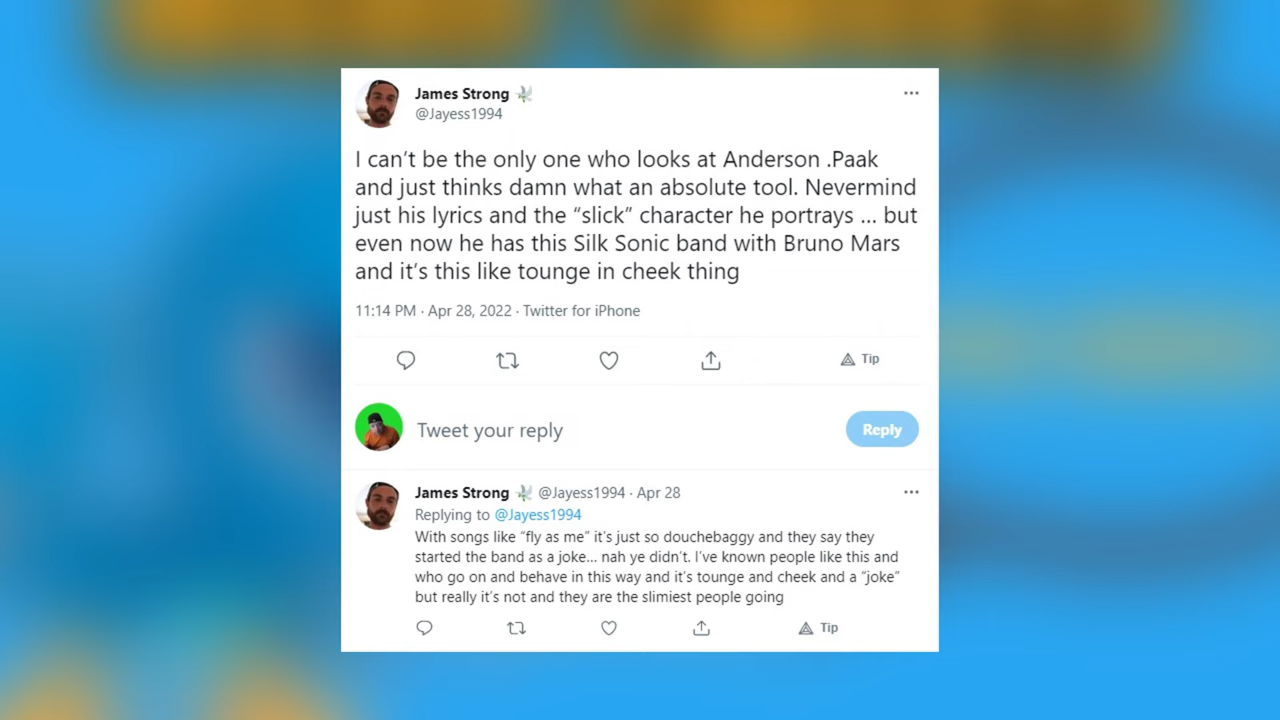 James Strong
@Jayess1994
I can't be the only one who looks at Anderson .Paak
and just thinks damn what an absolute tool. Nevermind
just his lyrics and the “slick” character he portrays ... but
even now he has this Silk Sonic band with Bruno Mars
and it's this like tounge in cheek thing
11:14 PM · Apr 28, 2022 · Twitter for iPhone
Tip
Tweet your reply
Reply
James Strong @Jayess1994 · Apr 28
Replying to @Jayess1994
With songs like “fly as me” it's just so douchebaggy and they say they
started the band as a joke... nah ye didn't. I've known people like this and
who go on and behave in this way and it's tounge and cheek and a “joke”
but really it's not and they are the slimiest people going
Tip